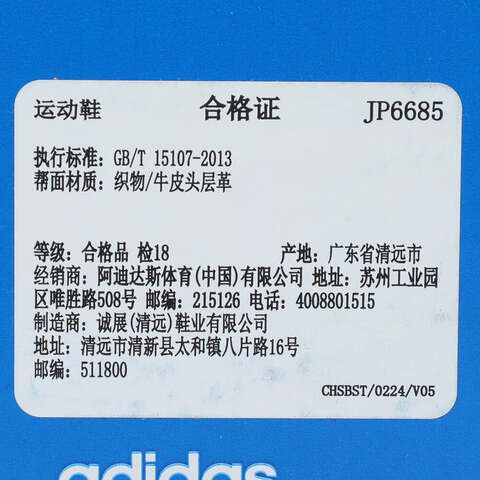 运动鞋 合格证 JP6685
执行标准：GB/T 15107-2013
帮面材质：织物/牛皮头层革
等级：合格品 检18 产地：广东省清远市
经销商：阿迪达斯体育(中国)有限公司 地址：苏州工业园
区唯胜路508号 邮编：215126 电话：4008801515
制造商：诚展(清远)鞋业有限公司
地址：清远市清新县太和镇八片路16号
邮编：511800
CHSBST/0224/V05
adidas